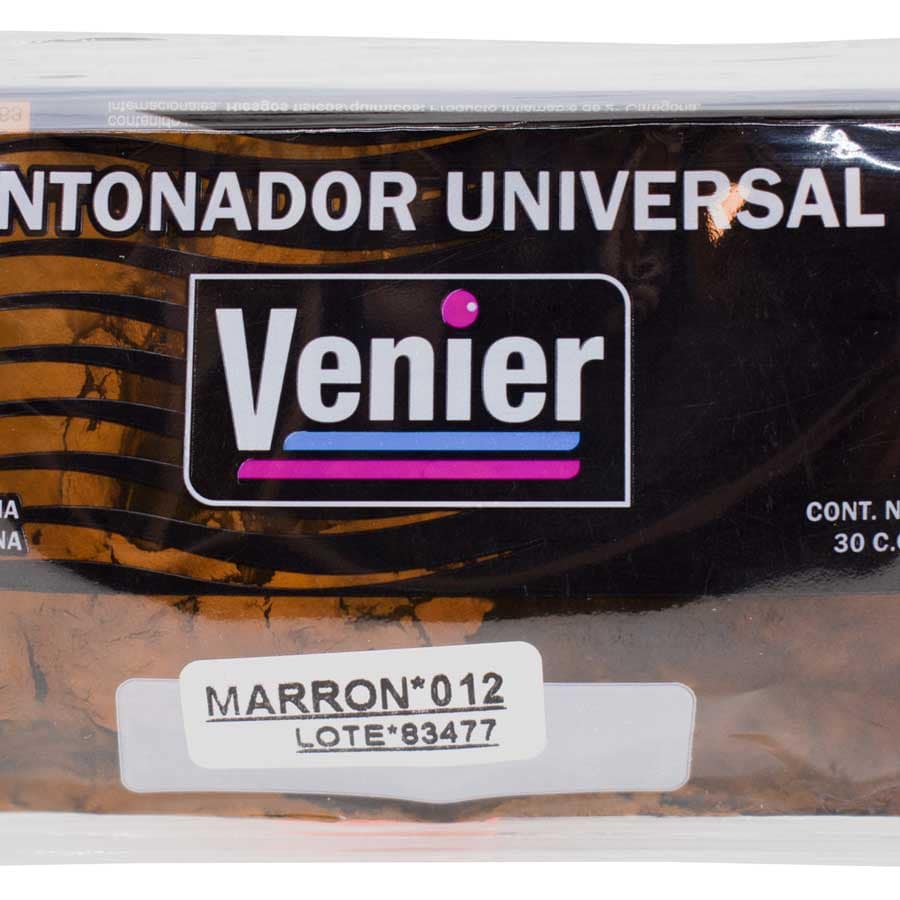 NTONADOR UNIVERSAL
Venier
CONT. N
30 C.
MARRON*012
LOTE*83477